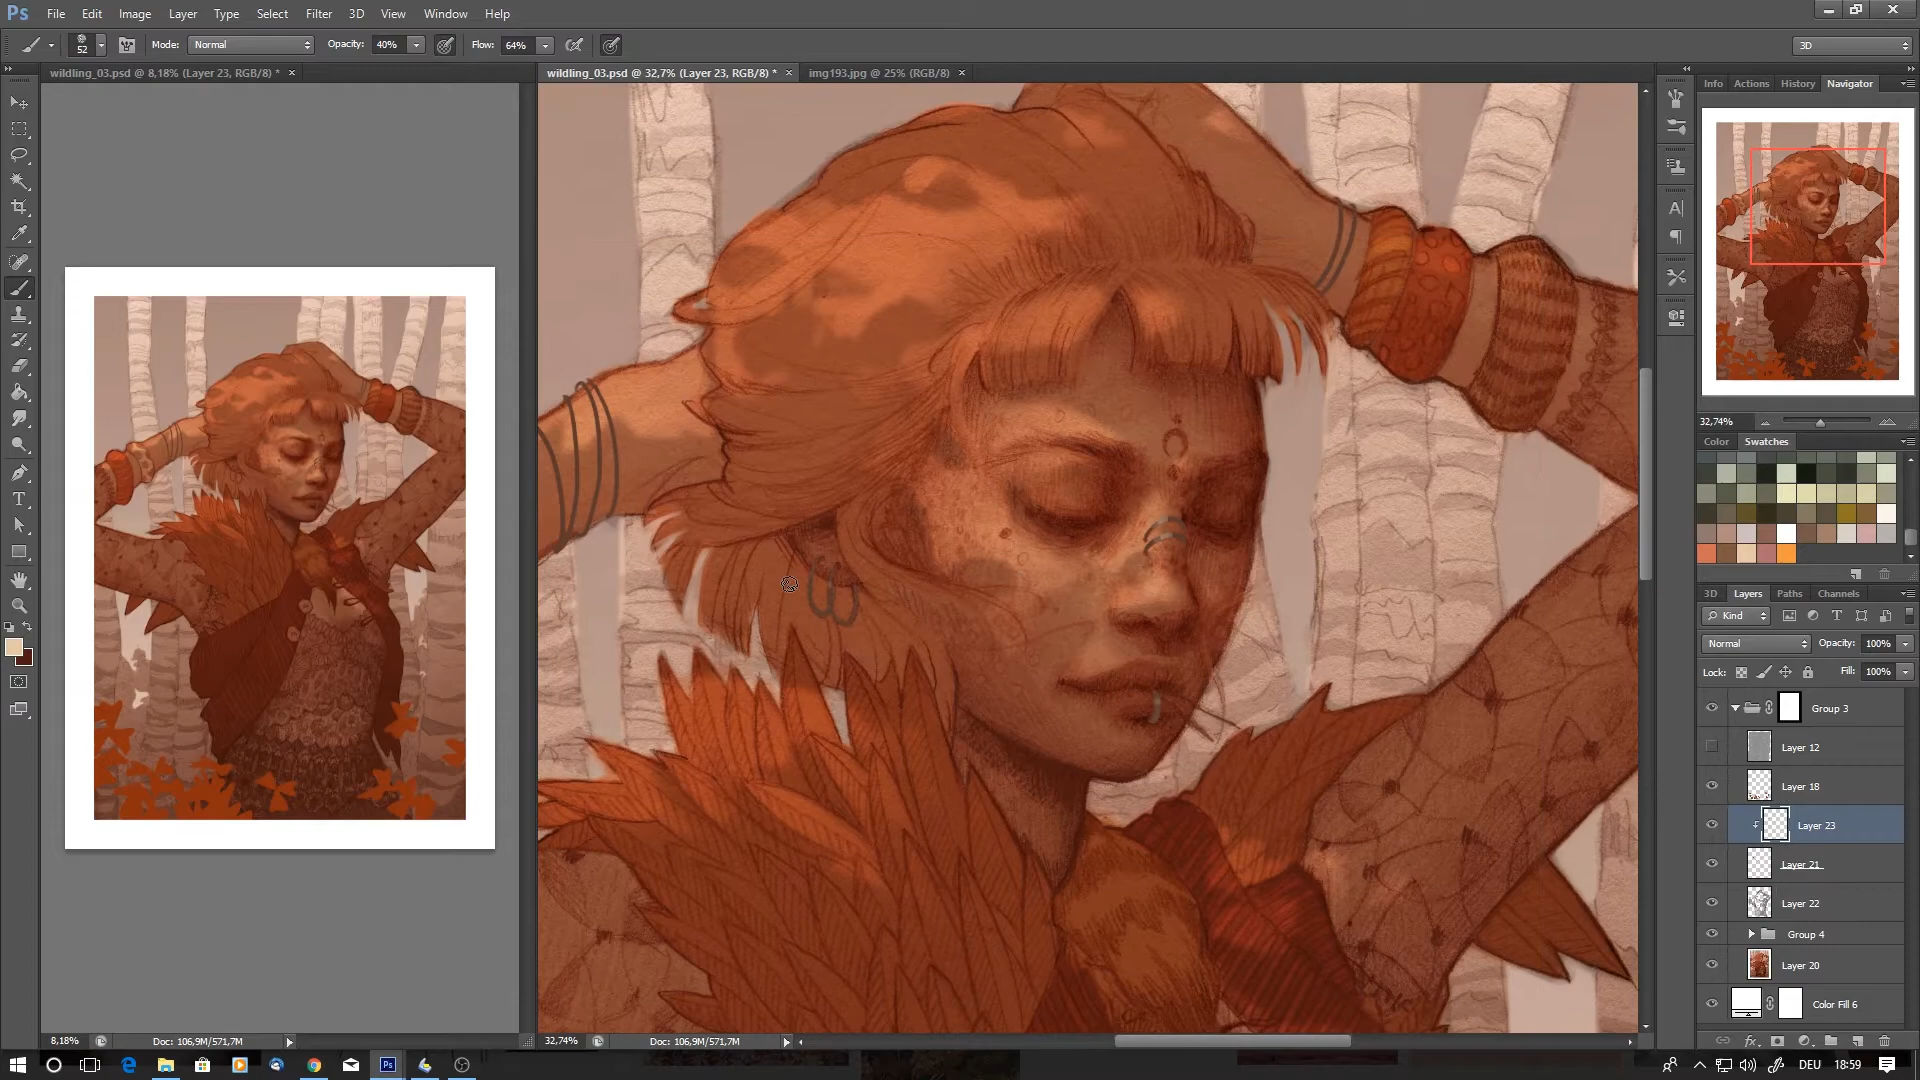 Ps File Edit Image Layer Type Select Filter 3D View Window Help
52 Mode: Normal Opacity: 40% Flow: 64% 3D
wildling_03.psd @ 8,18% (Layer 23, RGB/8) * ×
wildling_03.psd @ 32,7% (Layer 23, RGB/8) * × img193.jpg @ 25% (RGB/8) ×
Info Actions History Navigator
32,74%
Color Swatches
3D Layers Paths Channels
Kind
Normal Opacity: 100%
Lock: Fill: 100%
Group 3
Layer 12
Layer 18
Layer 23
Layer 21
Layer 22
Group 4
Layer 20
Color Fill 6
8,18% Doc: 106,9M/571,7M
32,74% Doc: 106,9M/571,7M
fx
DEU 18:59